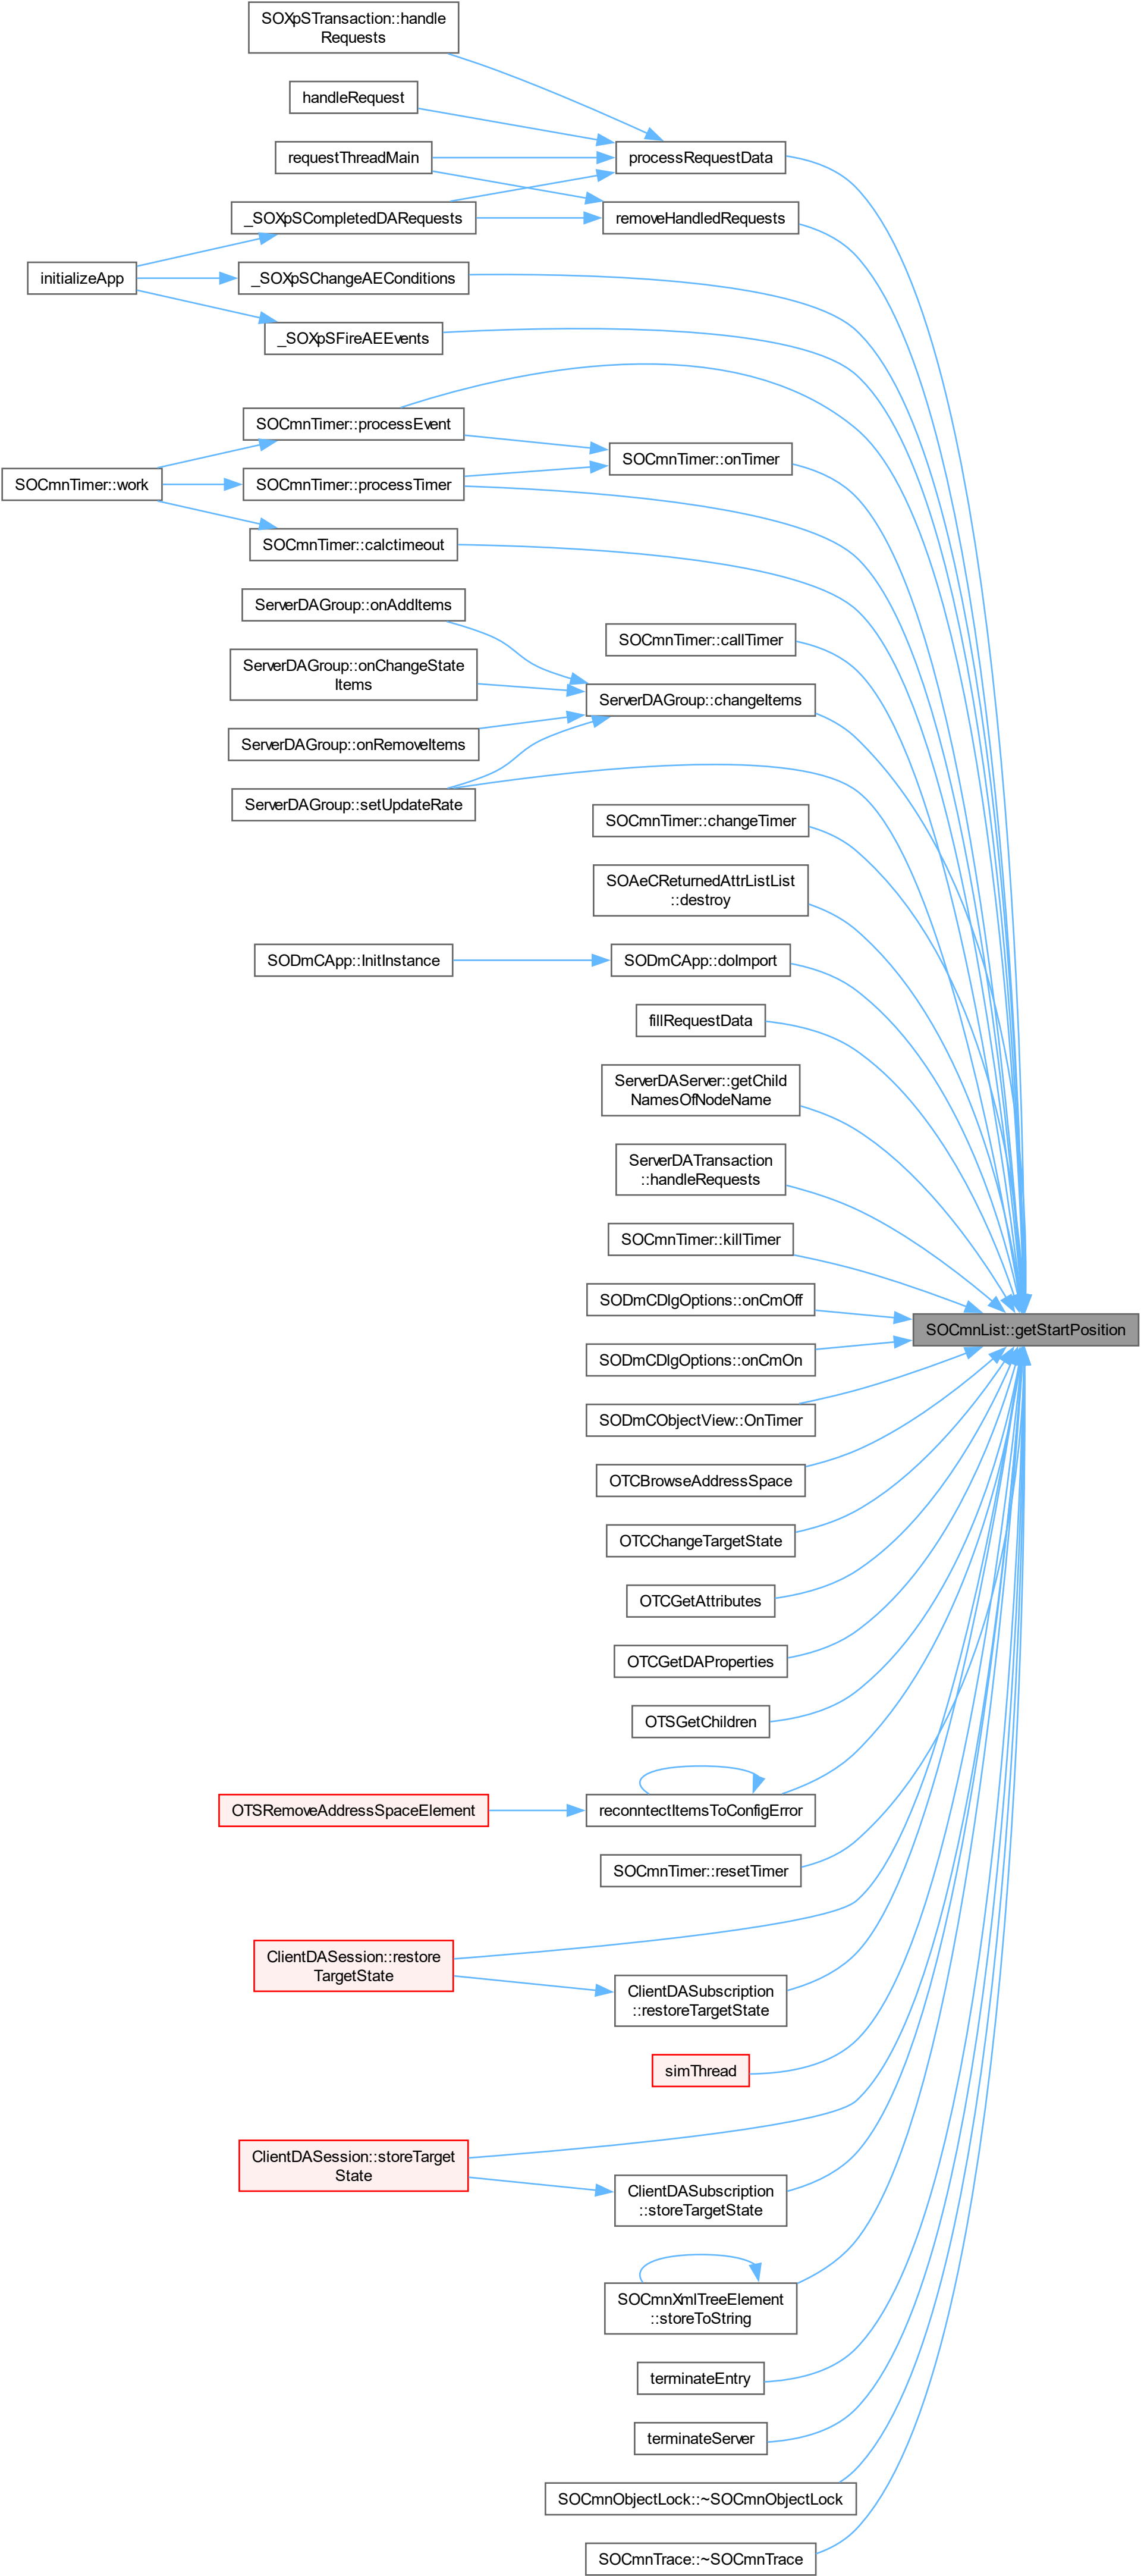 SOXpSTransaction::handle
Requests
handleRequest
requestThreadMain
processRequestData
_SOXpSCompletedDARequests
removeHandledRequests
initializeApp
_SOXpSChangeAEConditions
_SOXpSFireAEEvents
SOCmnTimer::processEvent
SOCmnTimer::onTimer
SOCmnTimer::work
SOCmnTimer::processTimer
SOCmnTimer::calctimeout
ServerDAGroup::onAddItems
SOCmnTimer::callTimer
ServerDAGroup::onChangeState
Items
ServerDAGroup::changeItems
ServerDAGroup::onRemoveItems
ServerDAGroup::setUpdateRate
SOCmnTimer::changeTimer
SOAeCReturnedAttrListList
::destroy
SODmCApp::InitInstance
SODmCApp::doImport
fillRequestData
ServerDAServer::getChild
NamesOfNodeName
ServerDATransaction
::handleRequests
SOCmnTimer::killTimer
SODmCDlgOptions::onCmOff
SOCmnList::getStartPosition
SODmCDlgOptions::onCmOn
SODmCObjectView::OnTimer
OTCBrowseAddressSpace
OTCChangeTargetState
OTCGetAttributes
OTCGetDAProperties
OTSGetChildren
OTSRemoveAddressSpaceElement
reconntectItemsToConfigError
SOCmnTimer::resetTimer
ClientDASession::restore
TargetState
ClientDASubscription
::restoreTargetState
simThread
ClientDASession::storeTarget
State
ClientDASubscription
::storeTargetState
SOCmnXmlTreeElement
::storeToString
terminateEntry
terminateServer
SOCmnObjectLock::~SOCmnObjectLock
SOCmnTrace::~SOCmnTrace